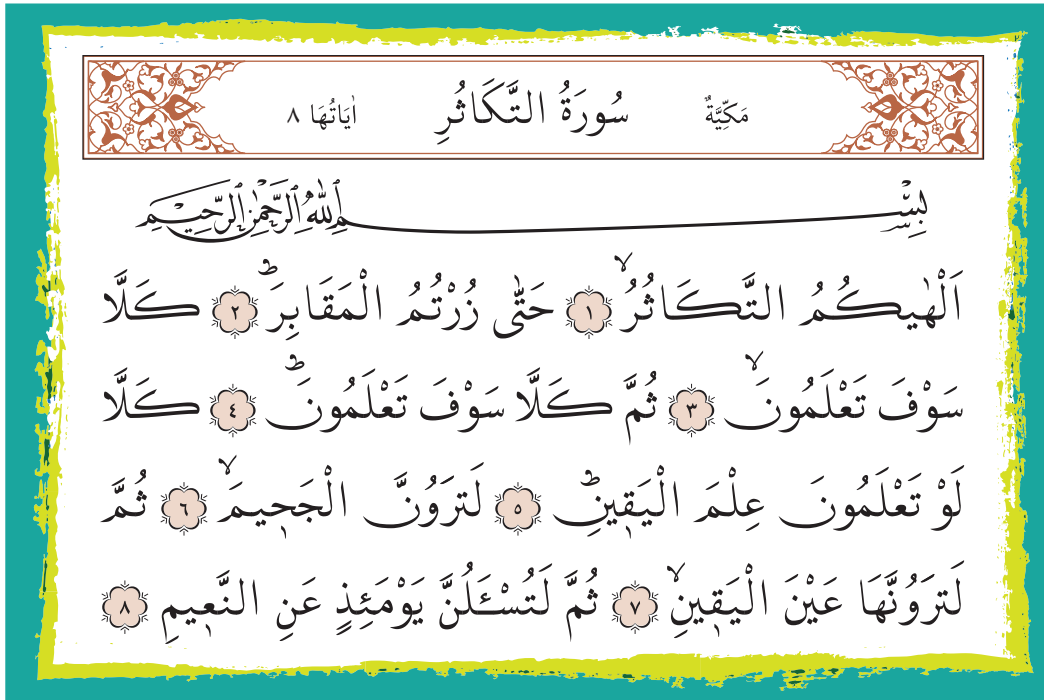 مَكِّيَّةٌ سُورَةُ التَّكَاثُرِ اٰيَاتُهَا ٨
بِسْمِ اللّٰهِ الرَّحْمٰنِ الرَّحِيمِ
اَلْهٰيكُمُ التَّكَاثُرُۙ ﴿١﴾ حَتّٰى زُرْتُمُ الْمَقَابِرَۜ ﴿٢﴾ كَلَّا
سَوْفَ تَعْلَمُونَۙ ﴿٣﴾ ثُمَّ كَلَّا سَوْفَ تَعْلَمُونَۜ ﴿٤﴾ كَلَّا
لَوْ تَعْلَمُونَ عِلْمَ الْيَقٖينِۜ ﴿٥﴾ لَتَرَوُنَّ الْجَحٖيمَۙ ﴿٦﴾ ثُمَّ
لَتَرَوُنَّهَا عَيْنَ الْيَقٖينِۙ ﴿٧﴾ ثُمَّ لَتُسْـَٔلُنَّ يَوْمَئِذٍ عَنِ النَّعٖيمِ ﴿٨﴾